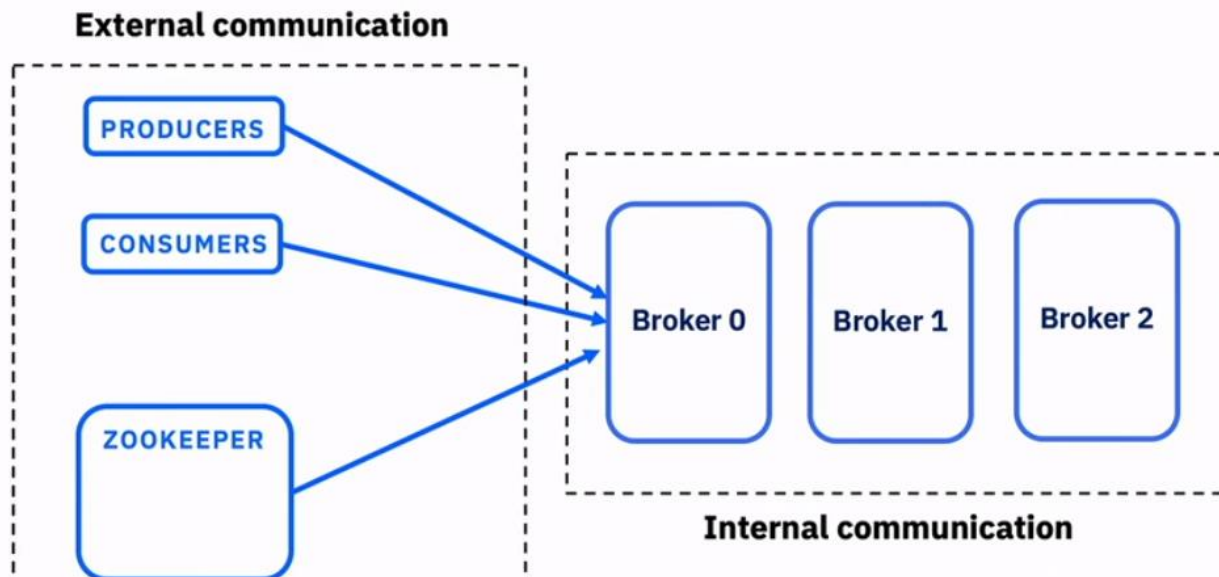 External communication
PRODUCERS
CONSUMERS
ZOOKEEPER
Broker 0
Broker 1
Broker 2
Internal communication